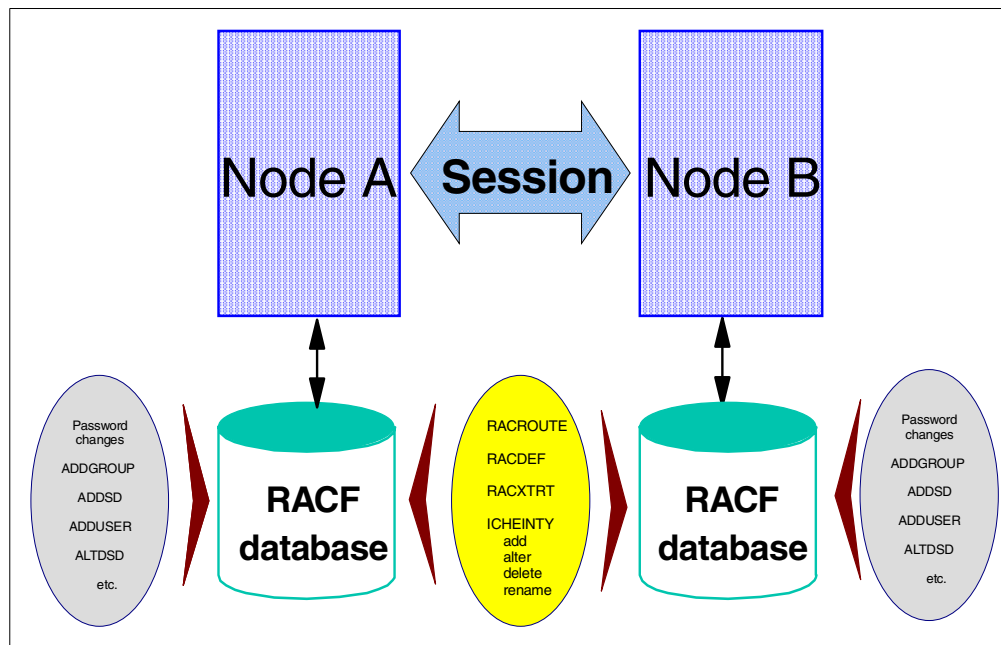 Node A
Session
Node B
Password
changes
ADDGROUP
ADDSD
ADDUSER
ALTDSD
etc.
RACF
database
RACROUTE
RACDEF
RACXTRT
ICHEINTY
add
alter
delete
rename
RACF
database
Password
changes
ADDGROUP
ADDSD
ADDUSER
ALTDSD
etc.